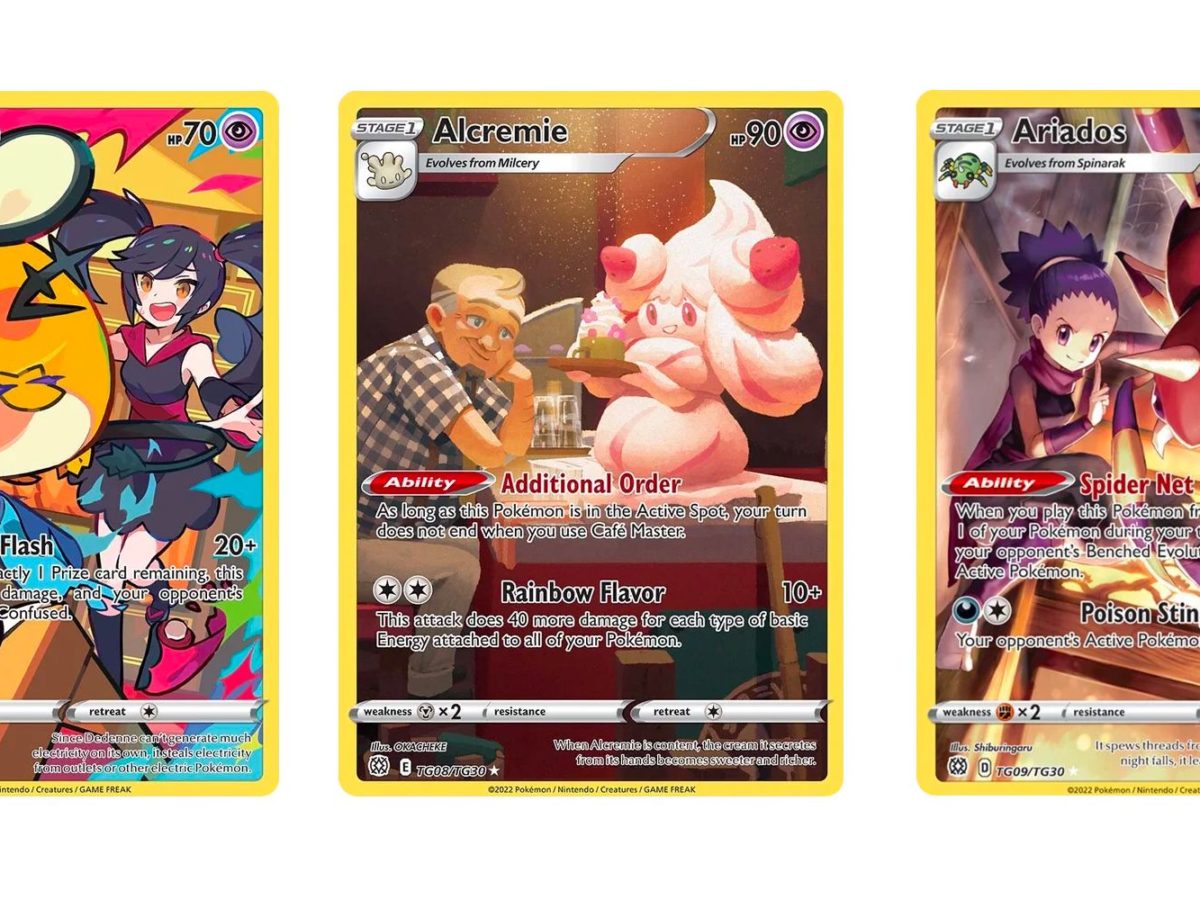 HP70
Flash 20+
actly 1 Prize card remaining, this
damage, and your opponent's
Confused.
retreat
Since Dedenne can't generate much
electricity on its own, it steals electricity
from outlets or other electric Pokémon.
intendo / Creatures / GAME FREAK
STAGE 1 Alcremie HP90
Evolves from Milcery
Ability Additional Order
As long as this Pokémon is in the Active Spot, your turn
does not end when you use Café Master.
Rainbow Flavor 10+
This attack does 40 more damage for each type of basic
Energy attached to all of your Pokémon.
weakness ×2 resistance retreat
Illus. OKACHEKE
When Alcremie is content, the cream it secretes
from its hands becomes sweeter and richer.
E TG08/TG30 ★
©2022 Pokémon / Nintendo / Creatures / GAME FREAK
STAGE 1 Ariados
Evolves from Spinarak
Ability Spider Net
When you play this Pokémon fr
1 of your Pokémon during your t
your opponent's Benched Evolu
Active Pokémon.
Poison Stin
Your opponent's Active Pokémo
weakness ×2 resistance
Illus. Shiburingaru
It spews threads fr
night falls, it lea
D TG09/TG30 ★
©2022 Pokémon / Nintendo / Creat